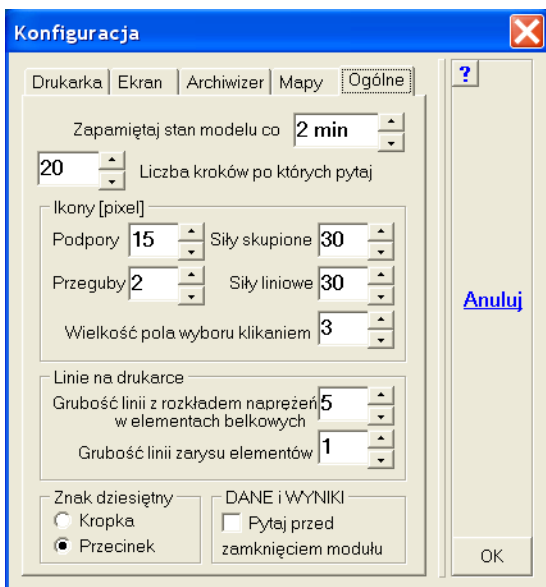 Konfiguracja
Drukarka Ekran Archiwizer Mapy Ogólne
?
Zapamiętaj stan modelu co 2 min
20 Liczba kroków po których pytaj
Ikony [pixel]
Podpory 15 Siły skupione 30
Przeguby 2 Siły liniowe 30
Anuluj
Wielkość pola wyboru klikaniem 3
Linie na drukarce
Grubość linii z rozkładem naprężeń 5
w elementach belkowych
Grubość linii zarysu elementów 1
Znak dziesiętny
Kropka
Przecinek
DANE i WYNIKI
Pytaj przed
zamknięciem modułu
OK